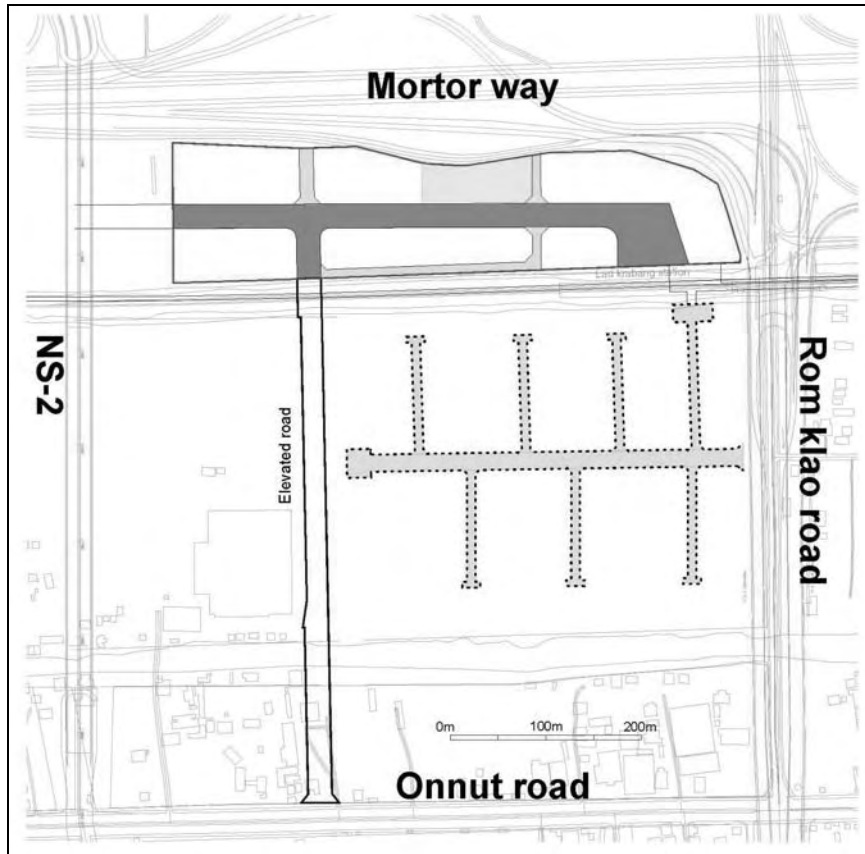 Mortor way
Lad krabang station
NS-2
Rom klao road
Elevated road
0m 100m 200m
Onnut road